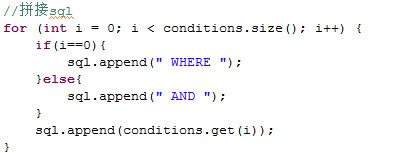 //拼接sql
for (int i = 0; i < conditions.size(); i++) {
    if(i==0){
        sql.append(" WHERE ");
    }else{
        sql.append(" AND ");
    }
    sql.append(conditions.get(i));
}